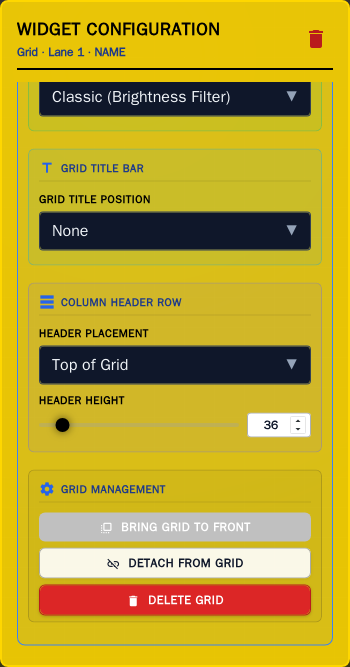 WIDGET CONFIGURATION
Grid · Lane 1 · NAME
Classic (Brightness Filter)
GRID TITLE BAR
GRID TITLE POSITION
None
COLUMN HEADER ROW
HEADER PLACEMENT
Top of Grid
HEADER HEIGHT
36
GRID MANAGEMENT
BRING GRID TO FRONT
DETACH FROM GRID
DELETE GRID